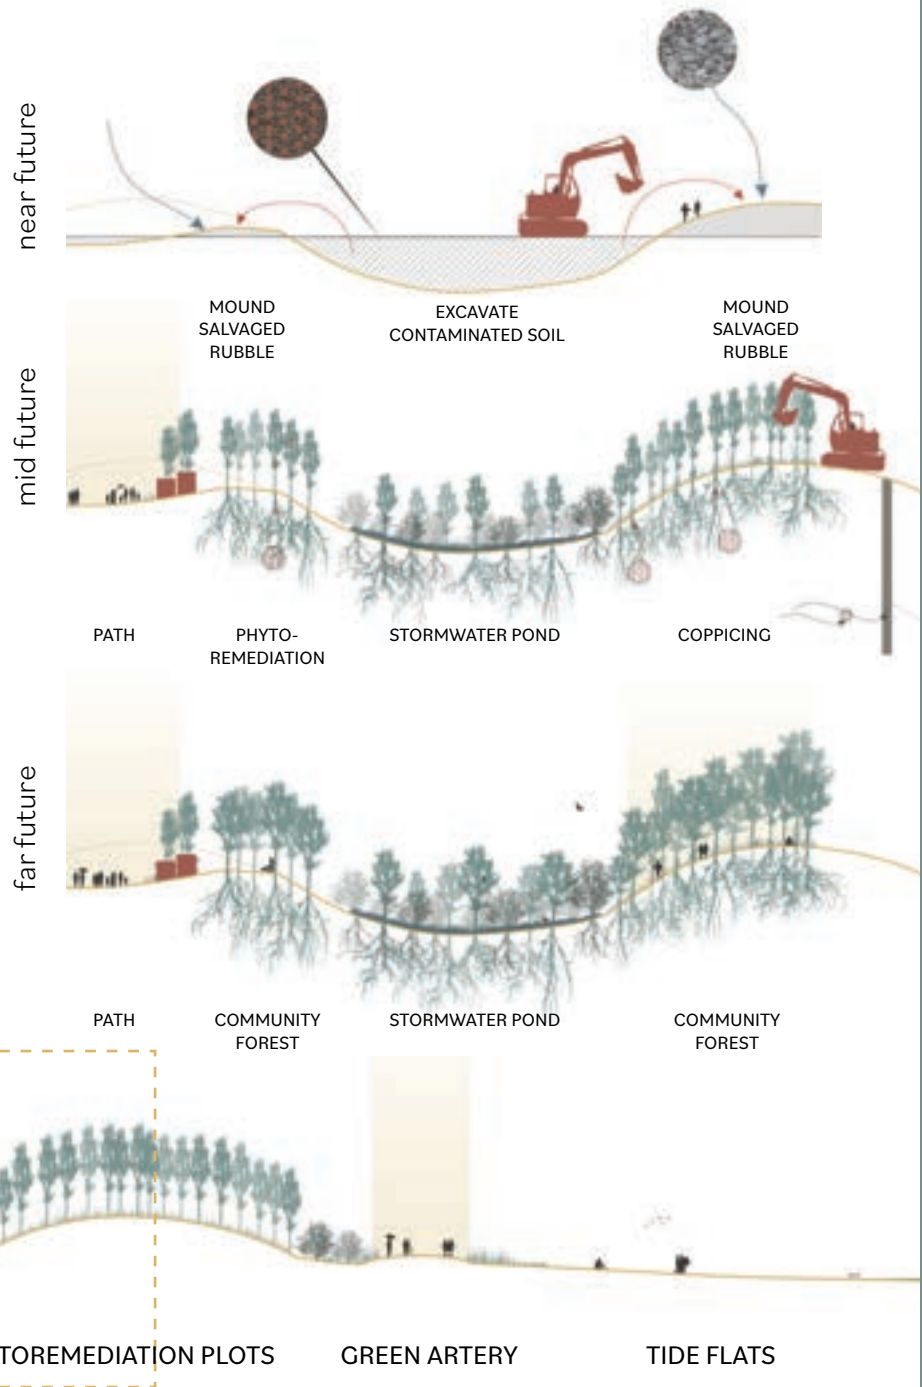 near future
MOUND
SALVAGED
RUBBLE
EXCAVATE
CONTAMINATED SOIL
MOUND
SALVAGED
RUBBLE
mid future
PATH
PHYTO-
REMEDIATION
STORMWATER POND
COPPICING
far future
PATH
COMMUNITY
FOREST
STORMWATER POND
COMMUNITY
FOREST
TOREMEDIATION PLOTS
GREEN ARTERY
TIDE FLATS